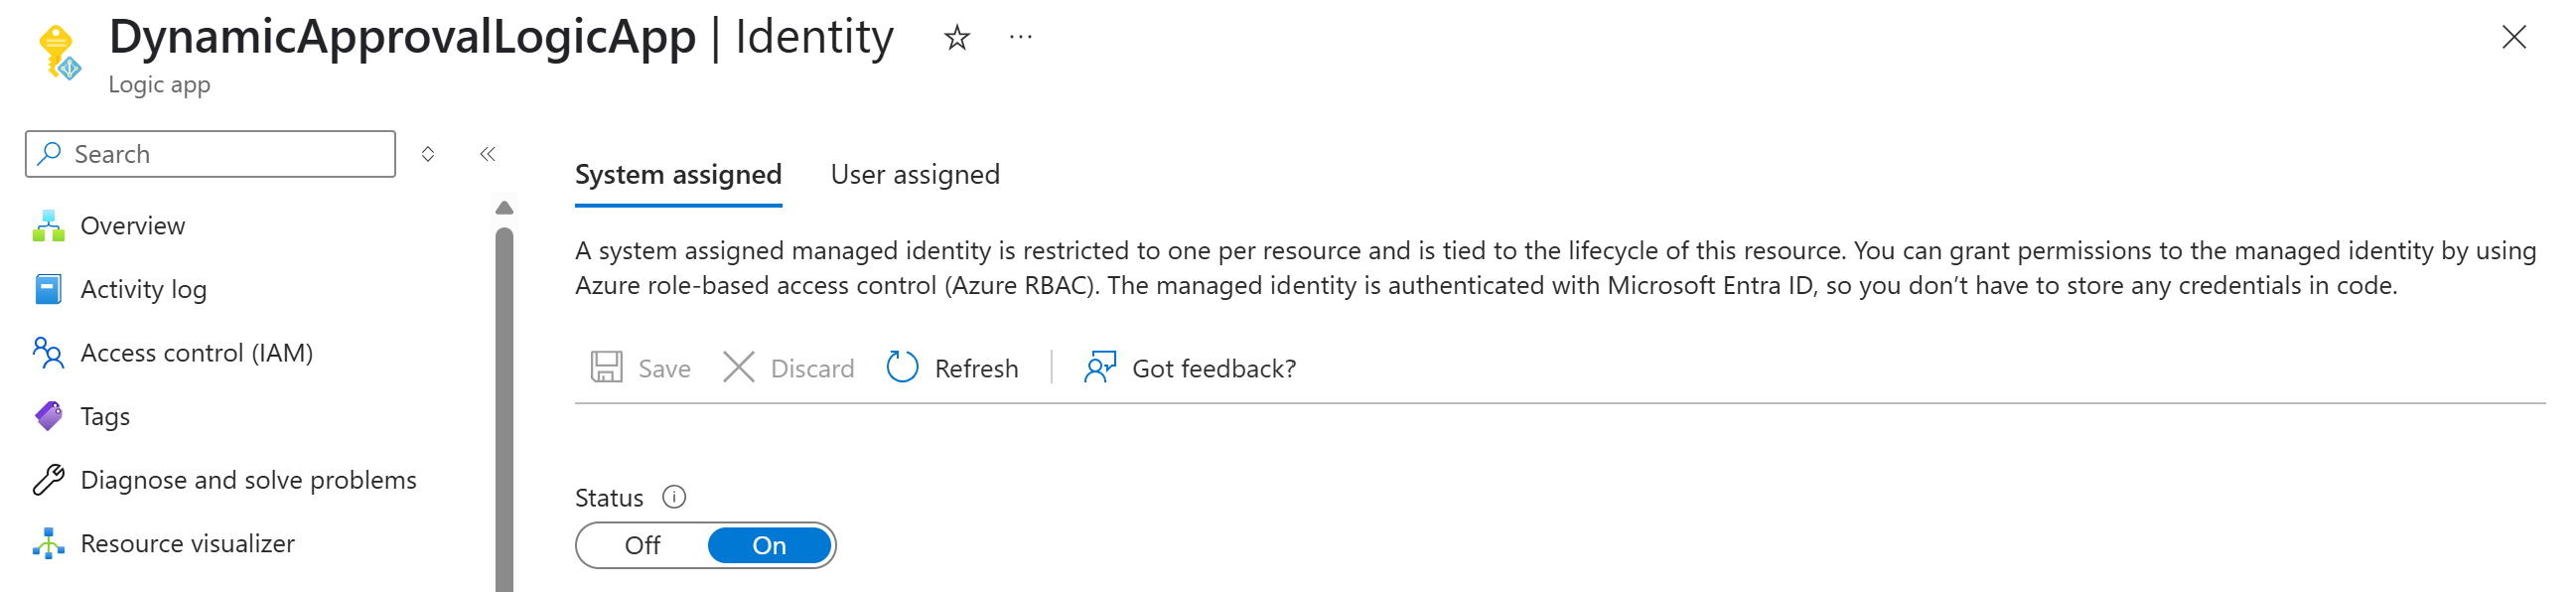 DynamicApprovalLogicApp | Identity
Logic app
Search
Overview
Activity log
Access control (IAM)
Tags
Diagnose and solve problems
Resource visualizer
System assigned
User assigned
A system assigned managed identity is restricted to one per resource and is tied to the lifecycle of this resource. You can grant permissions to the managed identity by using
Azure role-based access control (Azure RBAC). The managed identity is authenticated with Microsoft Entra ID, so you don’t have to store any credentials in code.
Save
Discard
Refresh
Got feedback?
Status
Off
On